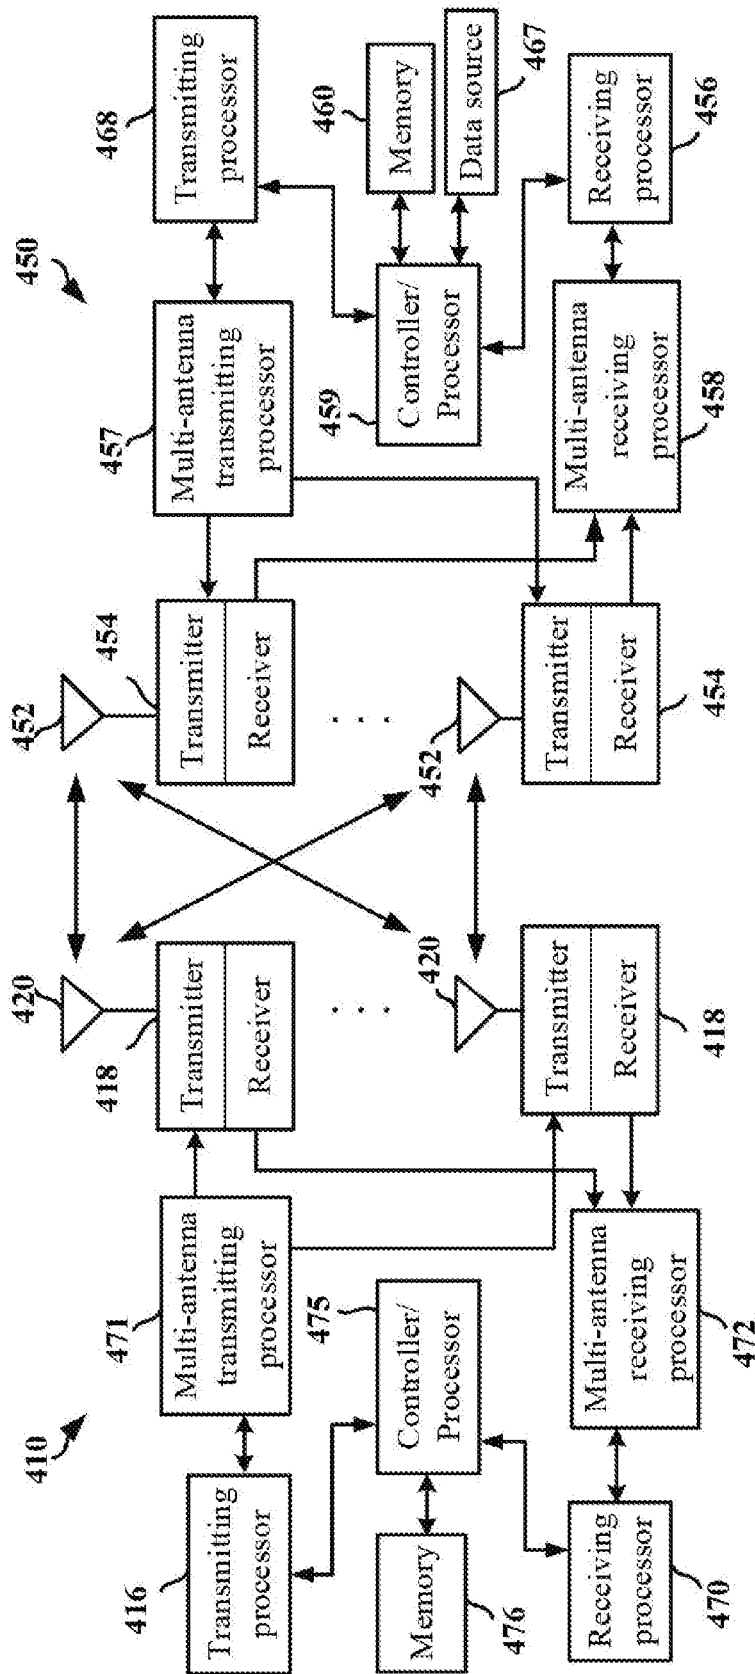 410
450
420
452
416
Transmitting
processor
471
Multi-antenna
transmitting
processor
418
Transmitter
Receiver
454
Transmitter
Receiver
457
Multi-antenna
transmitting
processor
468
Transmitting
processor
476
Memory
475
Controller/
Processor
. . .
. . .
459
Controller/
Processor
460
Memory
467
Data source
420
452
470
Receiving
processor
472
Multi-antenna
receiving
processor
418
Transmitter
Receiver
454
Transmitter
Receiver
458
Multi-antenna
receiving
processor
456
Receiving
processor